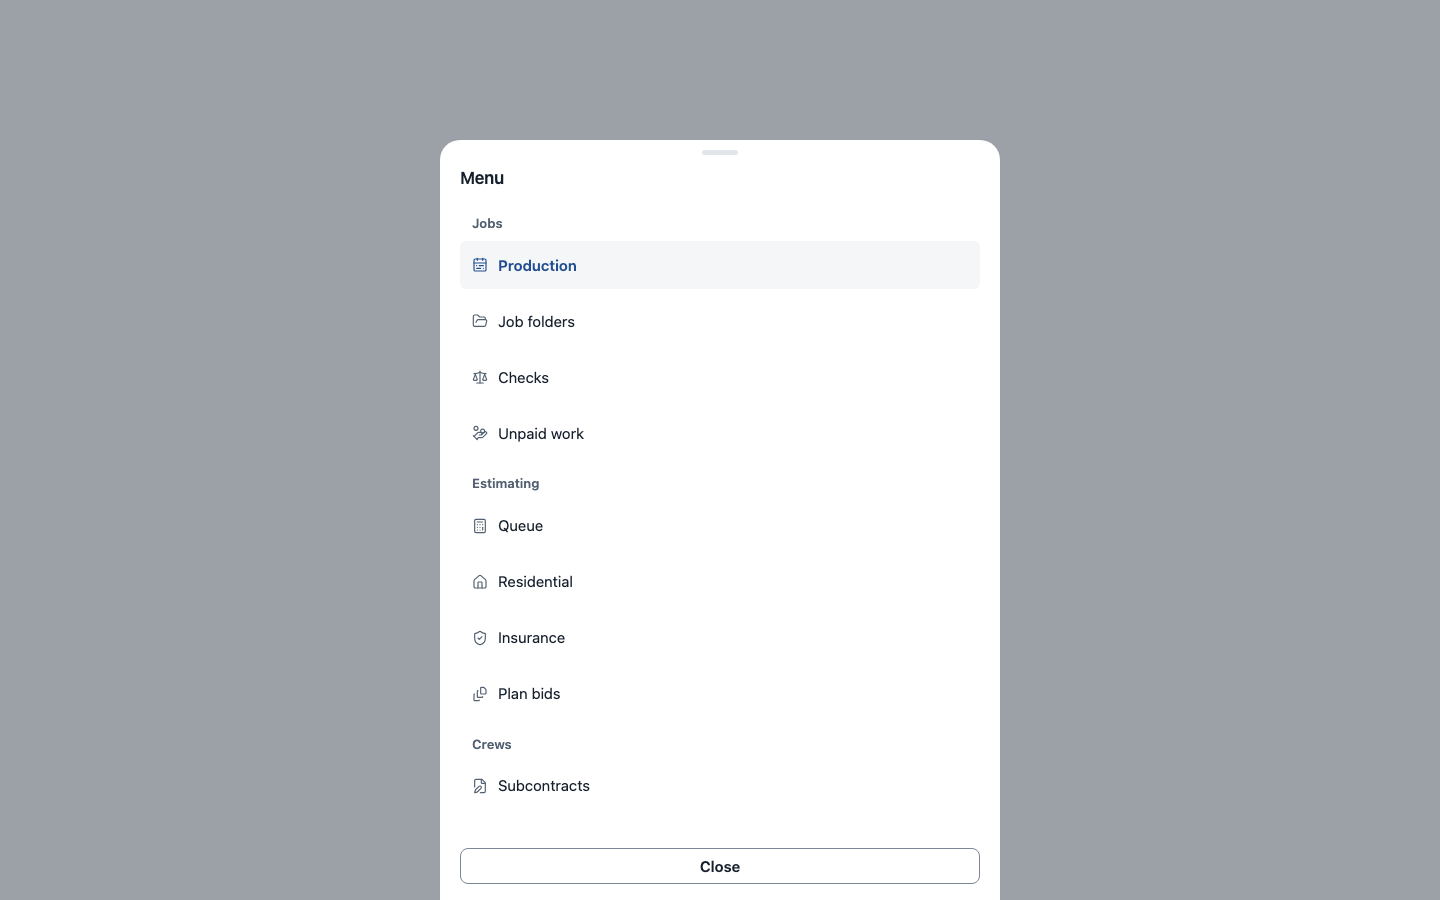 Menu
Jobs
Production
Job folders
Checks
Unpaid work
Estimating
Queue
Residential
Insurance
Plan bids
Crews
Subcontracts
Close